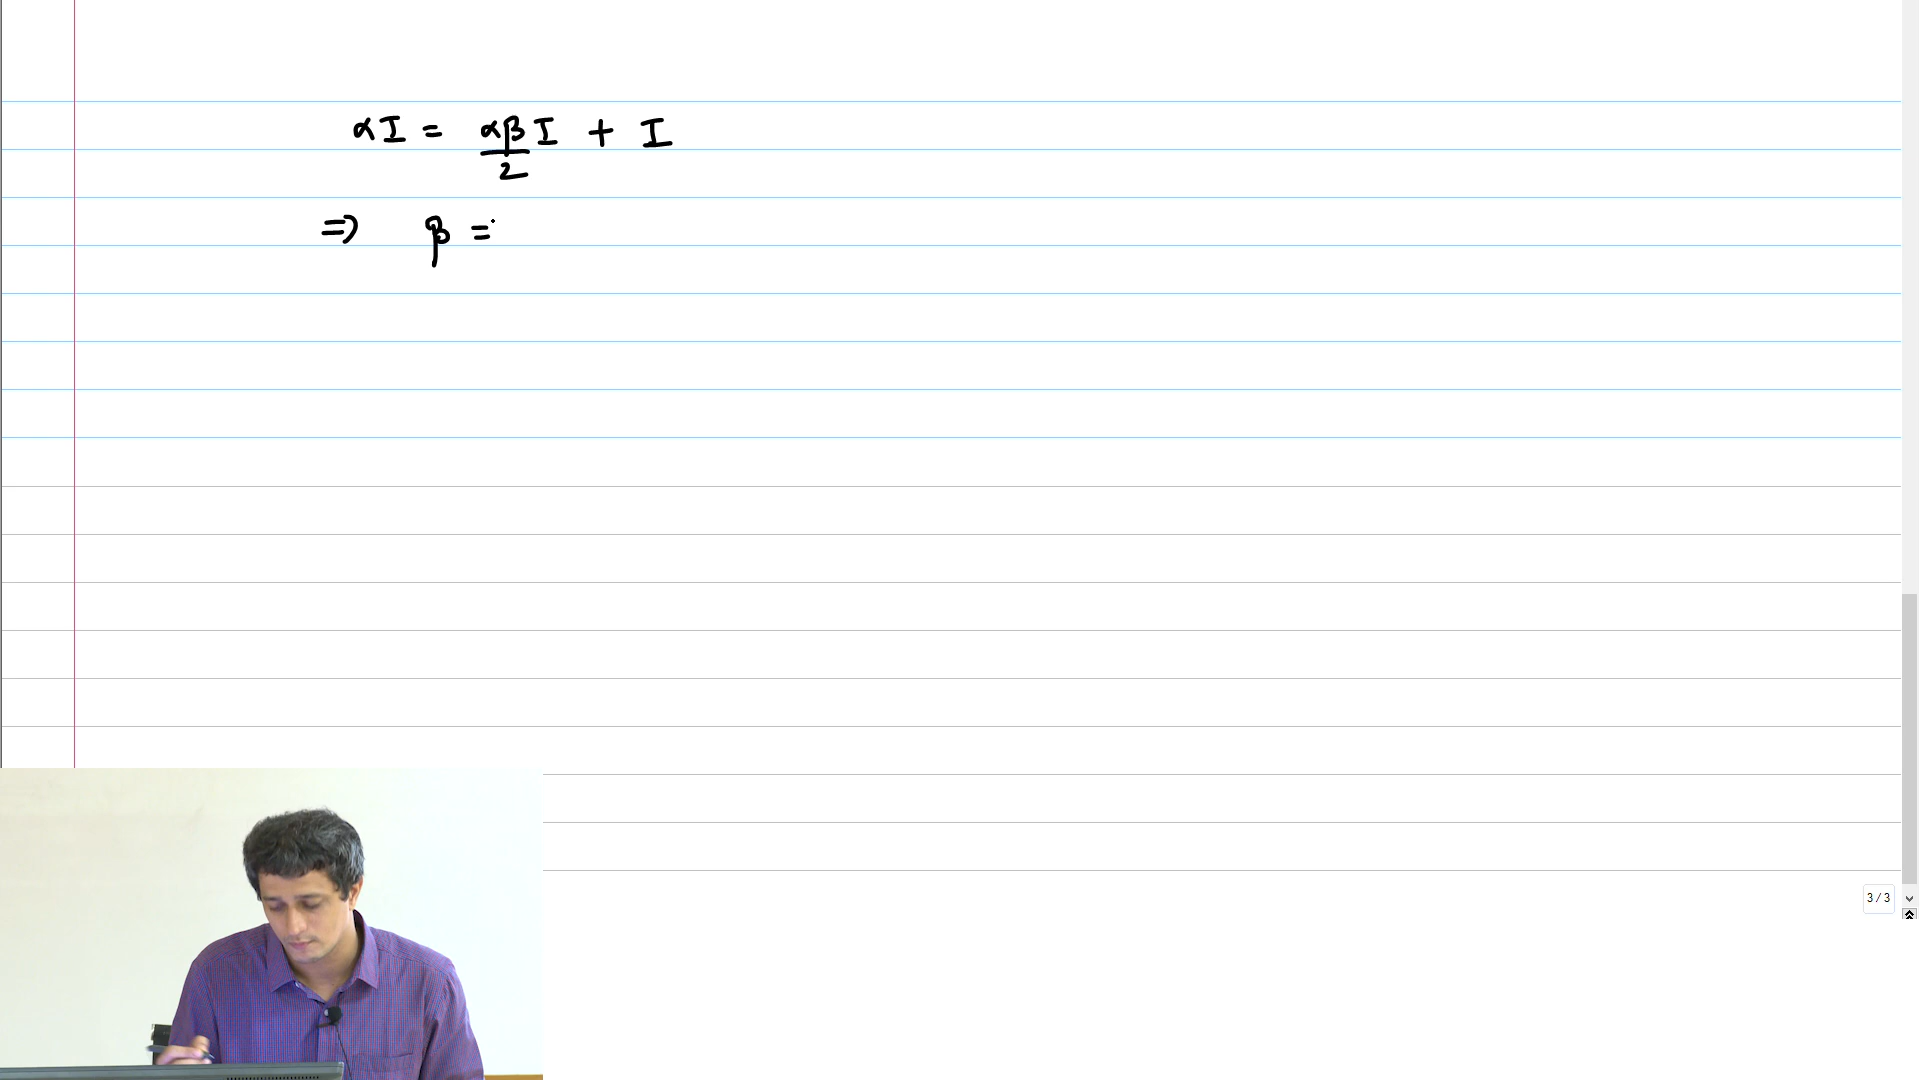 αI = αβ/2 I + I
⇒ β =
3 / 3